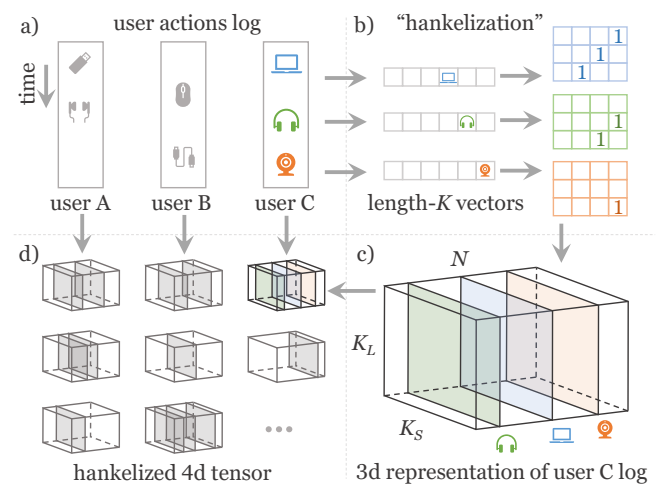 a)
user actions log
time
user A
user B
user C
b)
“hankelization”
length-K vectors
1
1
1
1
1
1
d)
hankelized 4d tensor
c)
N
K_L
K_S
3d representation of user C log